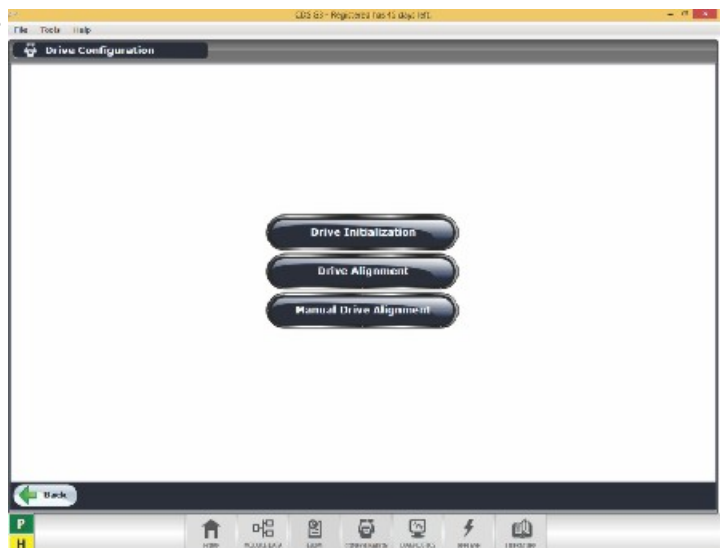 CDS G3 - Registered has 45 days left.
File Tools Help
Drive Configuration
Drive Initialization
Drive Alignment
Manual Drive Alignment
Back
P
H
HOME